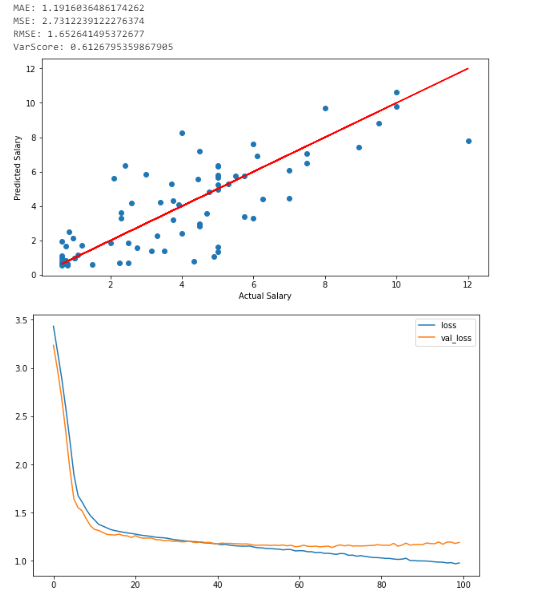 MAE: 1.1916036486174262
MSE: 2.7312239122276374
RMSE: 1.652641495372677
VarScore: 0.6126795359867905
12
10
8
6
4
2
0
Predicted Salary
2 4 6 8 10 12
Actual Salary
3.5
3.0
2.5
2.0
1.5
1.0
loss
val_loss
0 20 40 60 80 100